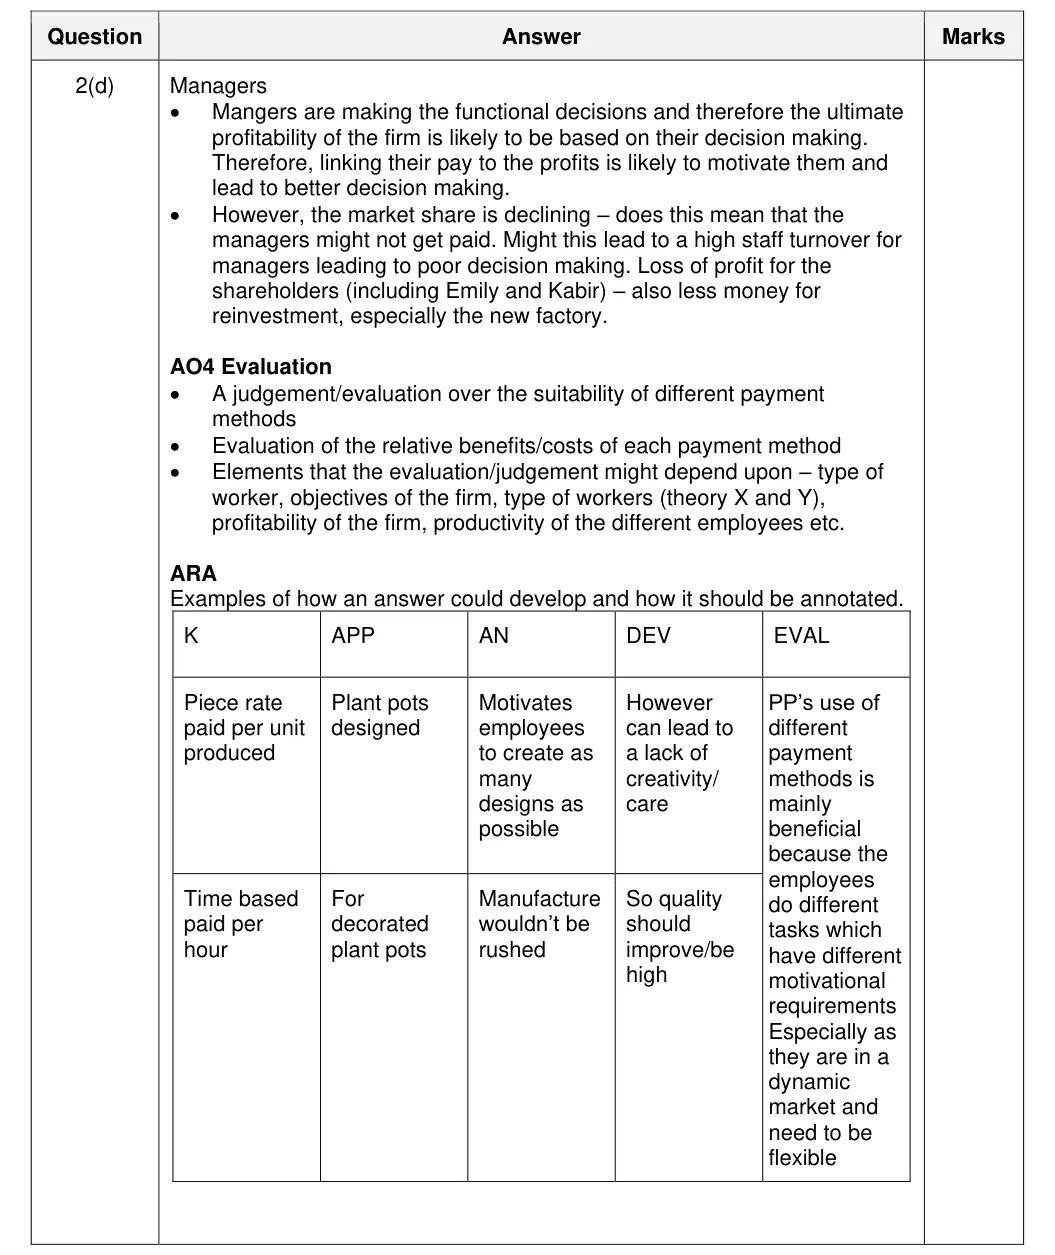 Question Answer Marks
2(d)
Managers
• Mangers are making the functional decisions and therefore the ultimate
profitability of the firm is likely to be based on their decision making.
Therefore, linking their pay to the profits is likely to motivate them and
lead to better decision making.
• However, the market share is declining – does this mean that the
managers might not get paid. Might this lead to a high staff turnover for
managers leading to poor decision making. Loss of profit for the
shareholders (including Emily and Kabir) – also less money for
reinvestment, especially the new factory.
AO4 Evaluation
• A judgement/evaluation over the suitability of different payment
methods
• Evaluation of the relative benefits/costs of each payment method
• Elements that the evaluation/judgement might depend upon – type of
worker, objectives of the firm, type of workers (theory X and Y),
profitability of the firm, productivity of the different employees etc.
ARA
Examples of how an answer could develop and how it should be annotated.
K APP AN DEV EVAL
Piece rate
paid per unit
produced
Plant pots
designed
Motivates
employees
to create as
many
designs as
possible
However
can lead to
a lack of
creativity/
care
Time based
paid per
hour
For
decorated
plant pots
Manufacture
wouldn’t be
rushed
So quality
should
improve/be
high
PP’s use of
different
payment
methods is
mainly
beneficial
because the
employees
do different
tasks which
have different
motivational
requirements
Especially as
they are in a
dynamic
market and
need to be
flexible